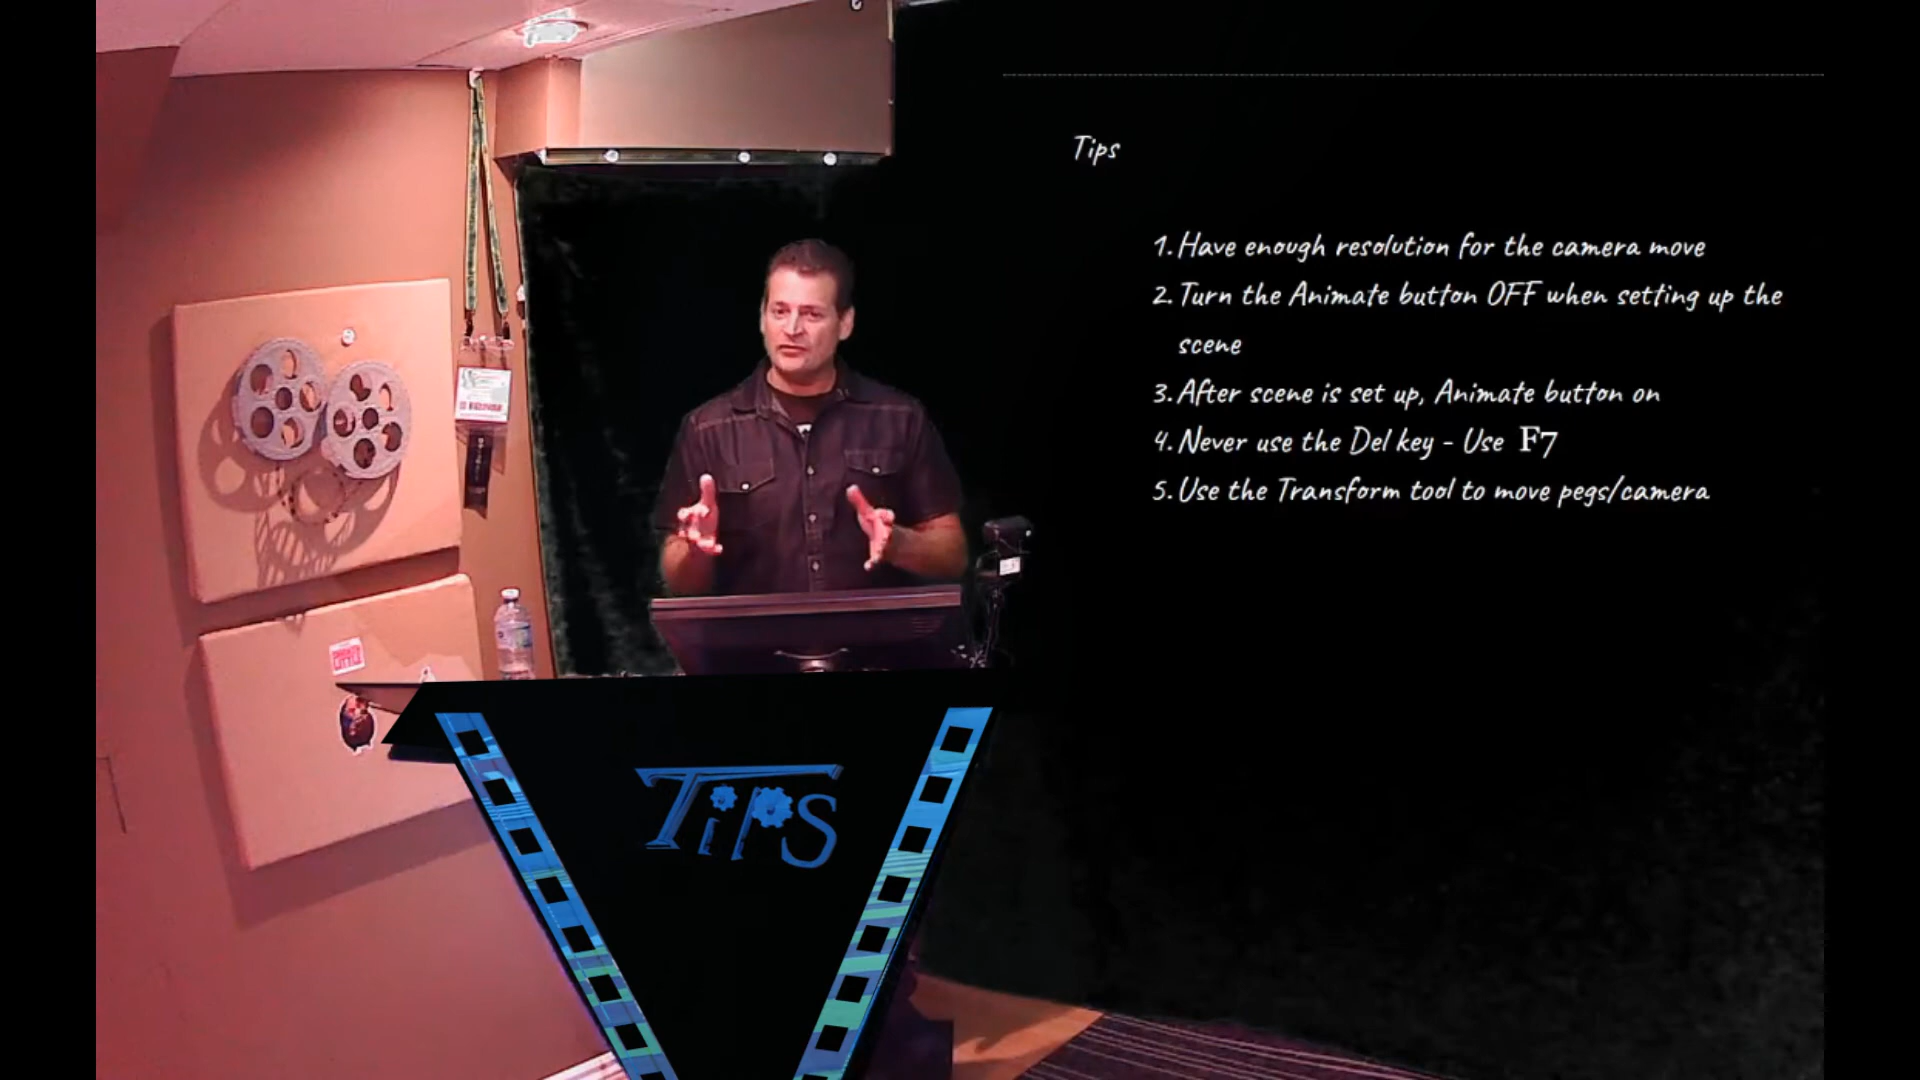 Tips
1. Have enough resolution for the camera move
2. Turn the Animate button OFF when setting up the
scene
3. After scene is set up, Animate button on
4. Never use the Del key - Use F7
5. Use the Transform tool to move pegs/camera
Tips